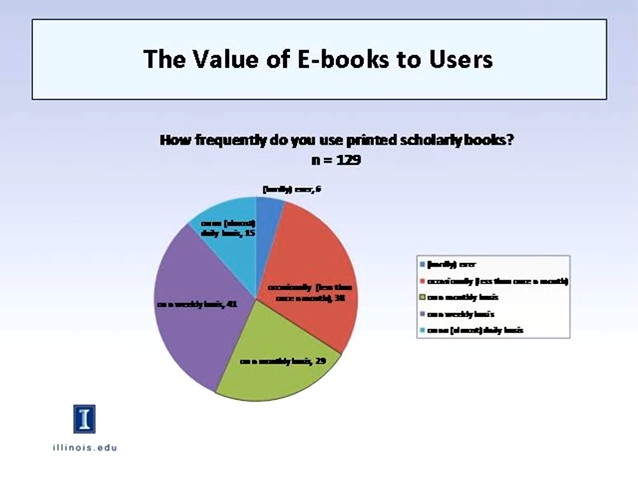 The Value of E-books to Users
How frequently do you use printed scholarly books?
n = 129
(hardly) ever, 6
on an (almost)
daily basis, 15
occasionally (less than
once a month), 38
on a weekly basis, 41
on a monthly basis, 29
(hardly) ever
occasionally (less than once a month)
on a monthly basis
on a weekly basis
on an (almost) daily basis
I
illinois.edu